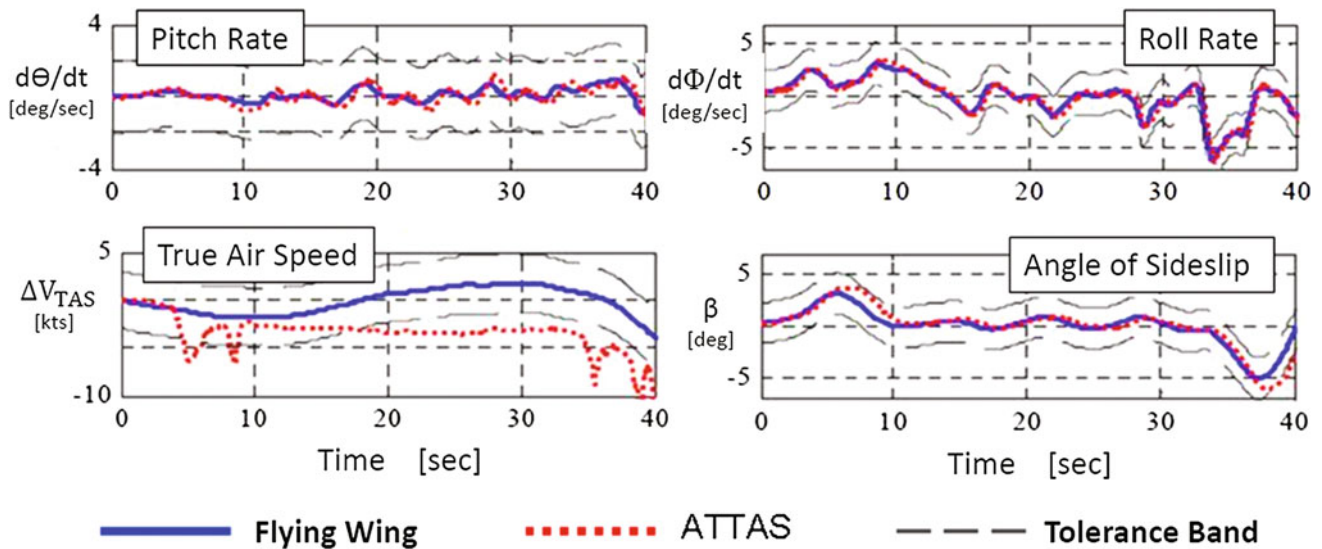 Pitch Rate
4
dΘ/dt
[deg/sec]
-4
0 10 20 30 40
Roll Rate
5
dΦ/dt
[deg/sec]
-5
0 10 20 30 40
True Air Speed
5
ΔV_TAS
[kts]
-10
0 10 20 30 40
Time [sec]
Angle of Sideslip
5
β
[deg]
-5
0 10 20 30 40
Time [sec]
Flying Wing
ATTAS
Tolerance Band